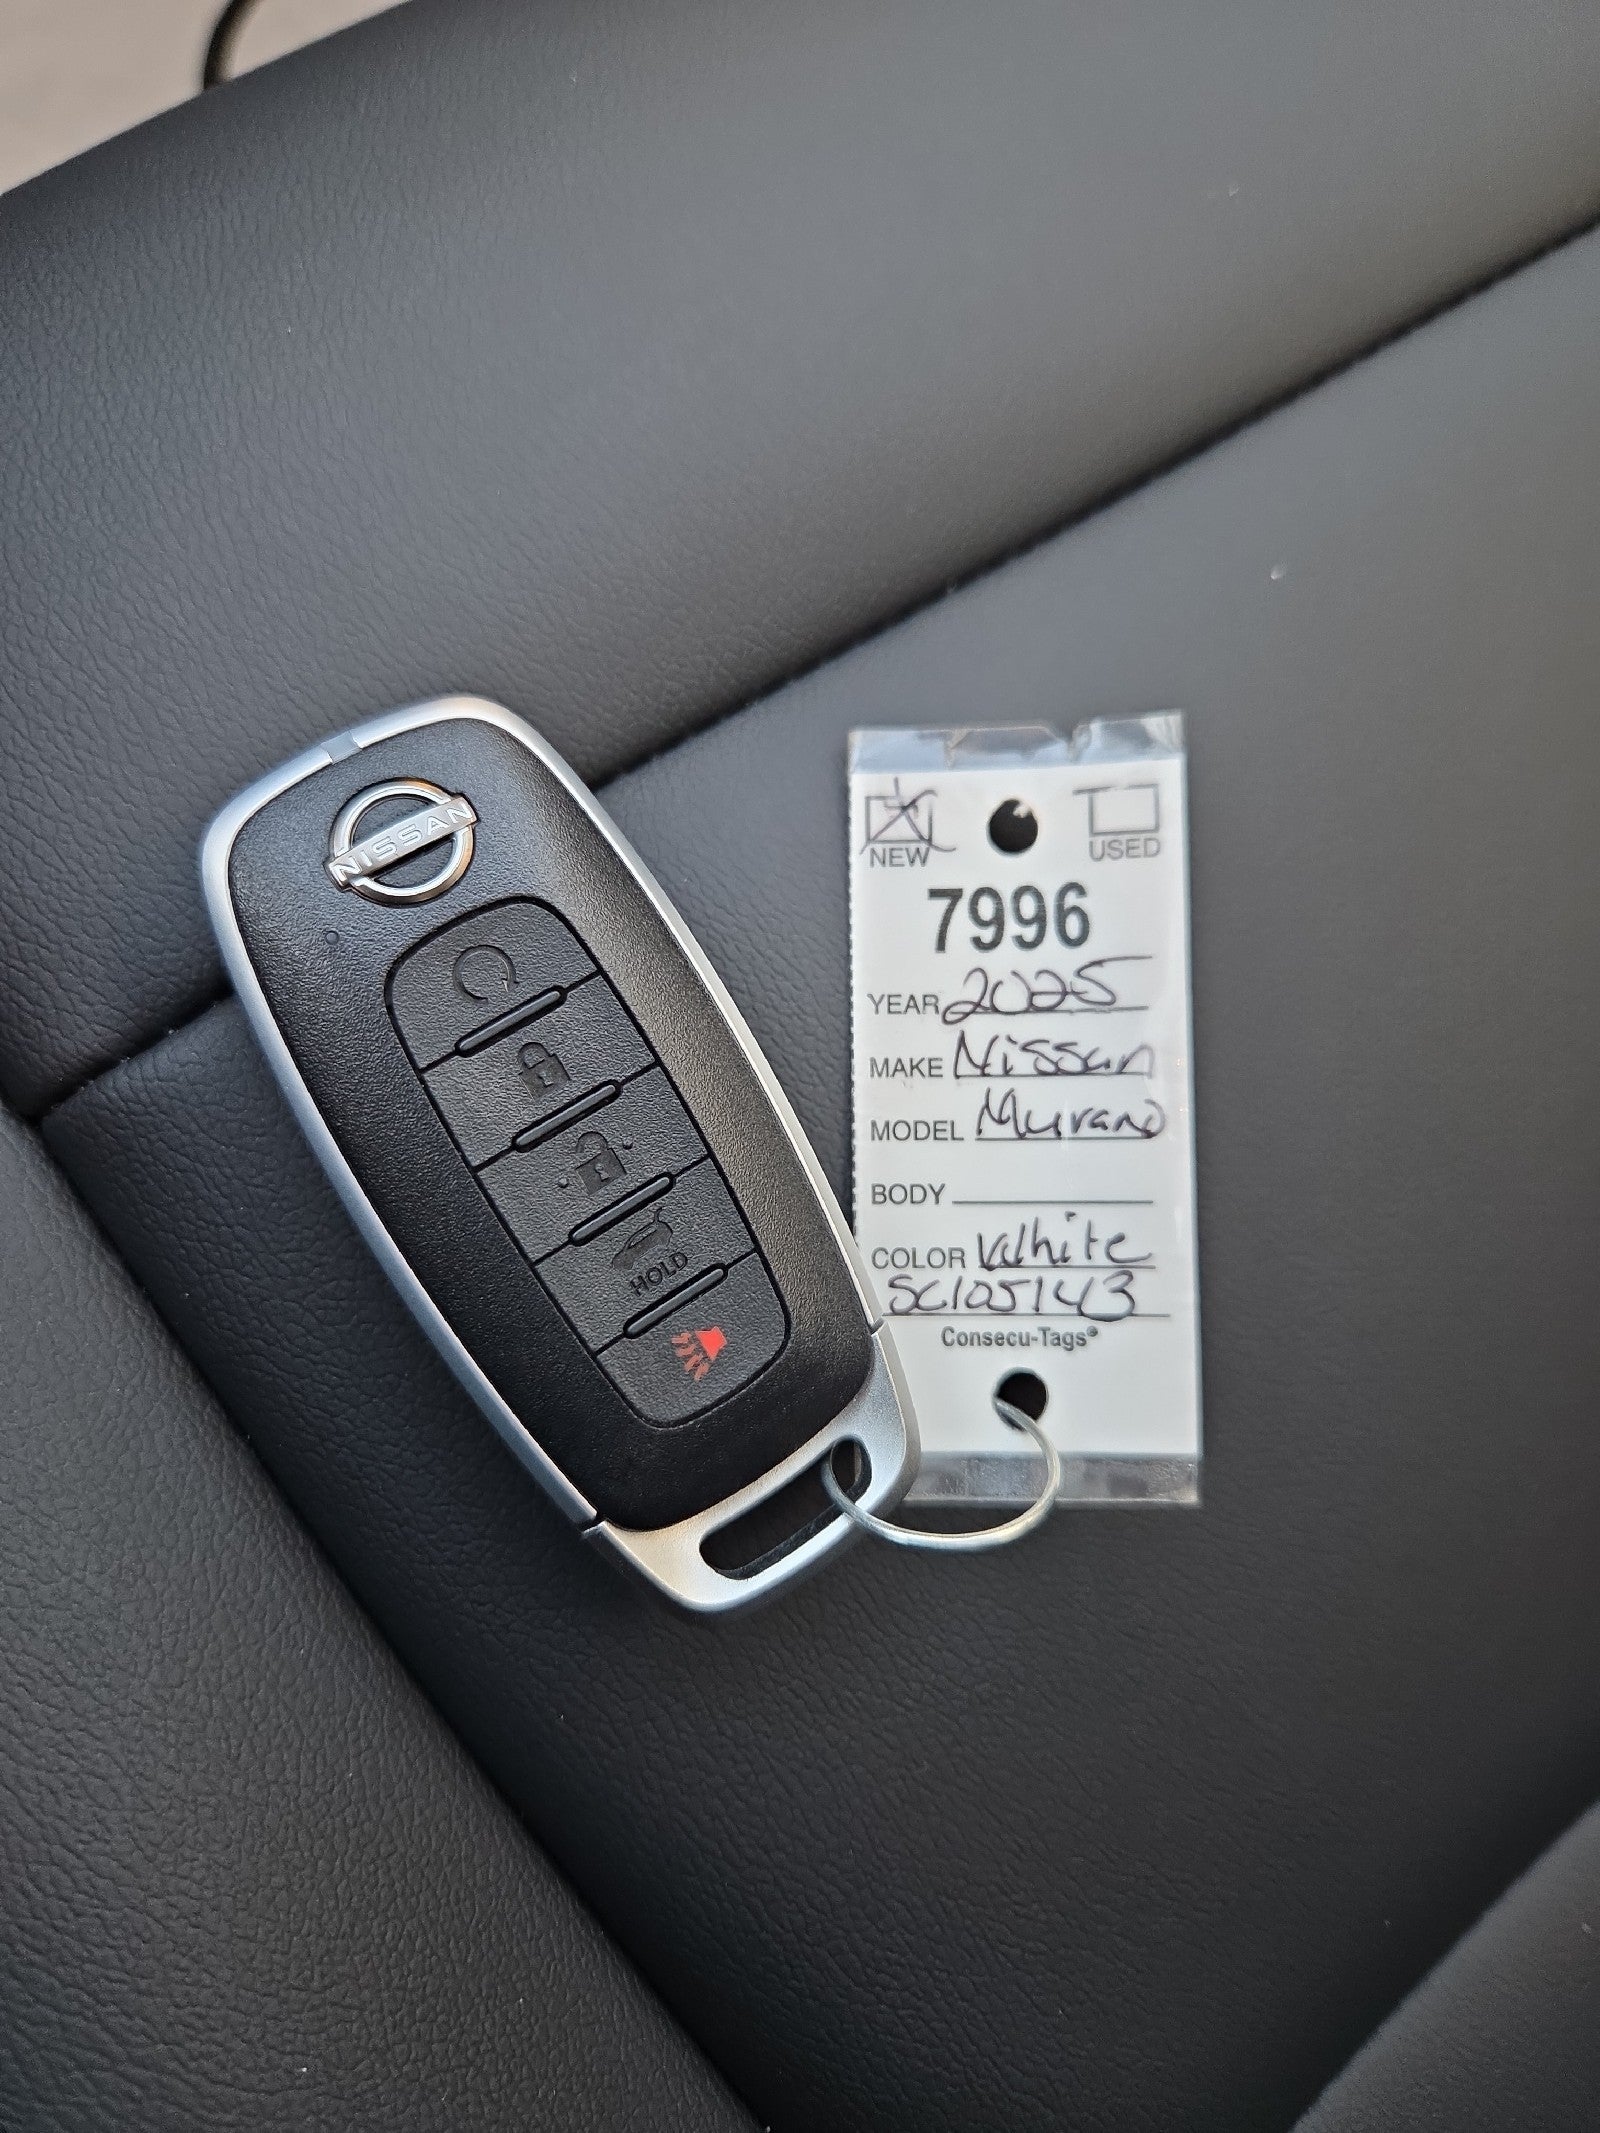 NISSAN
HOLD
NEW USED
7996
YEAR 2025
MAKE Nissan
MODEL Murano
BODY
COLOR White
SC105143
Consecu-Tags®